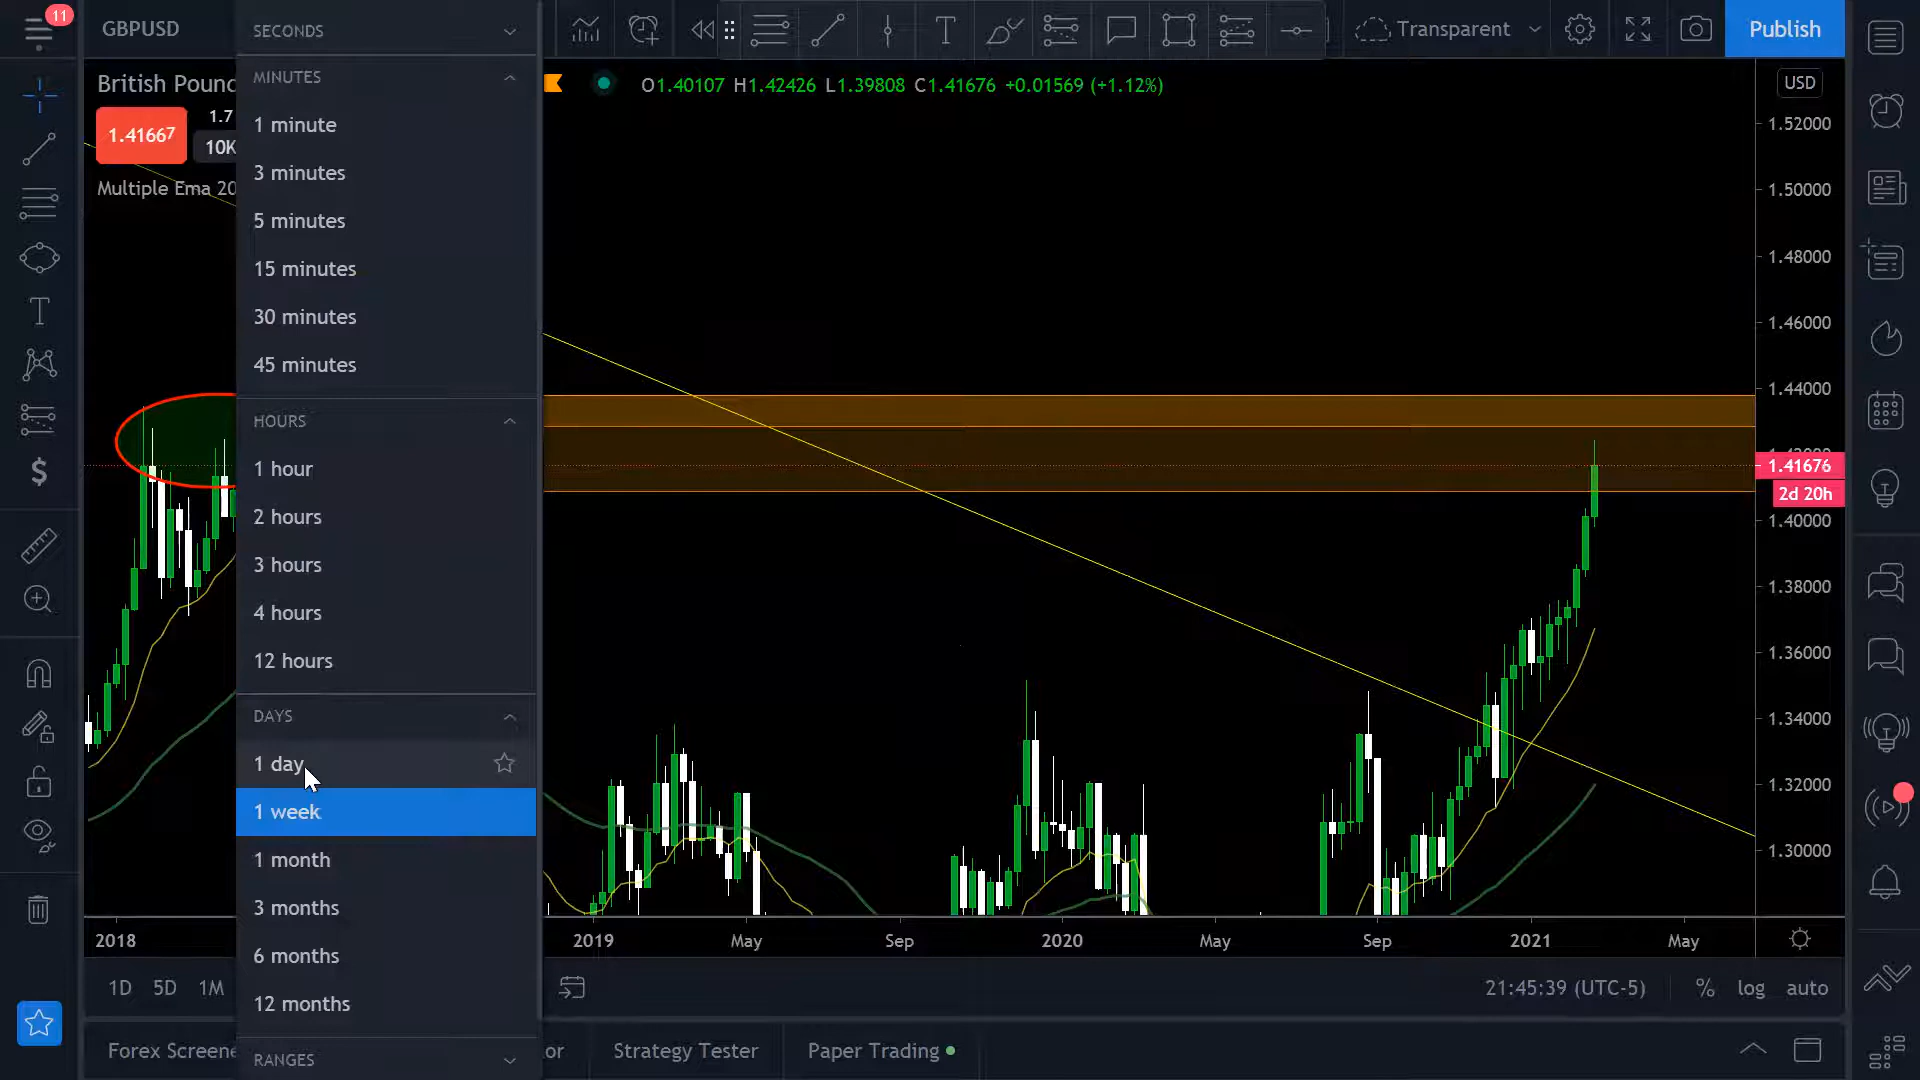 11
GBPUSD
SECONDS
Transparent
Publish
British Pound
O1.40107 H1.42426 L1.39808 C1.41676 +0.01569 (+1.12%)
USD
1.41667
1.7
10K
Multiple Ema 20
MINUTES
1 minute
3 minutes
5 minutes
15 minutes
30 minutes
45 minutes
HOURS
1 hour
2 hours
3 hours
4 hours
12 hours
DAYS
1 day
1 week
1 month
3 months
6 months
12 months
RANGES
1.52000
1.50000
1.48000
1.46000
1.44000
1.41676
2d 20h
1.40000
1.38000
1.36000
1.34000
1.32000
1.30000
2018
2019
May
Sep
2020
May
Sep
2021
May
1D 5D 1M
21:45:39 (UTC-5)
% log auto
Forex Screene
or
Strategy Tester
Paper Trading